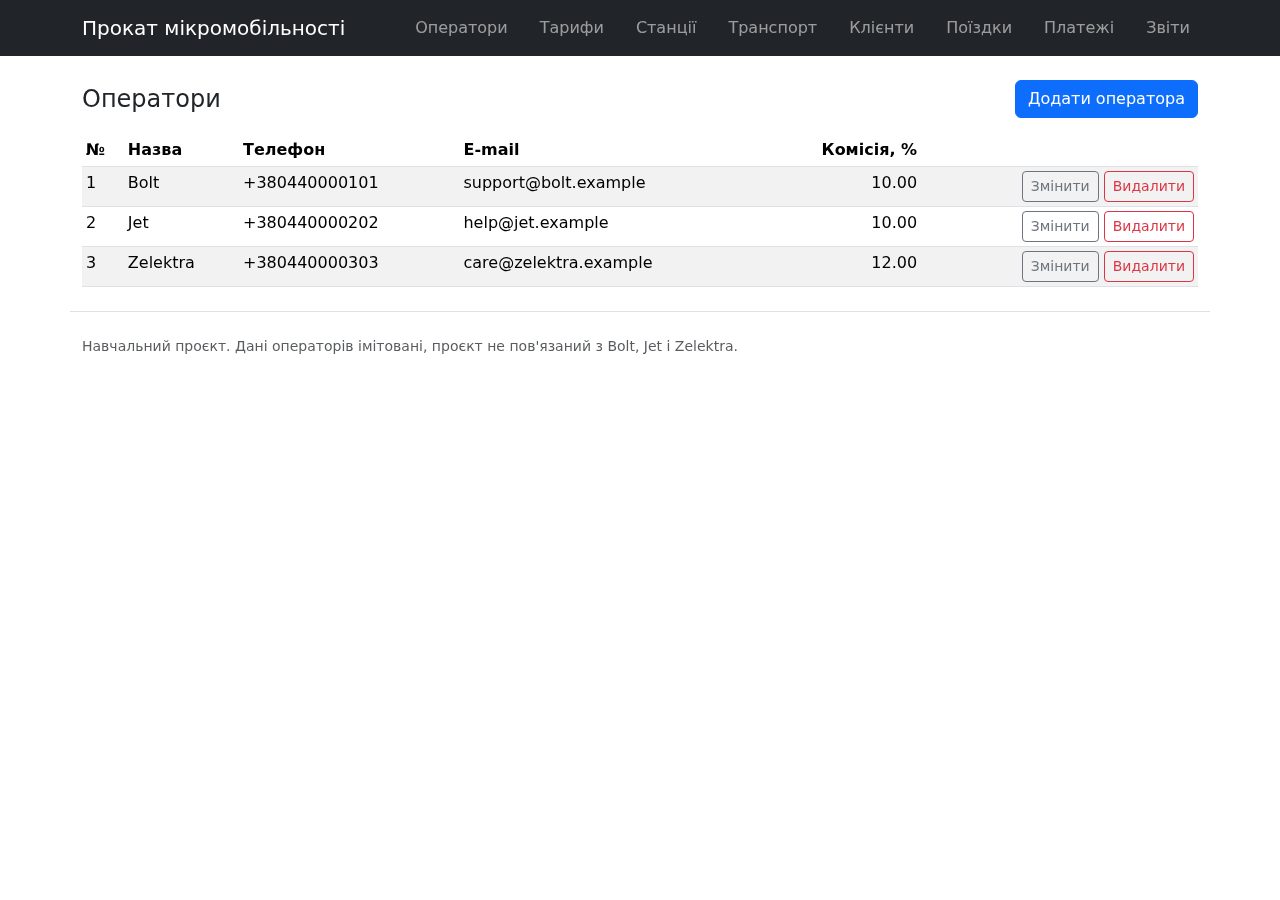 Прокат мікромобільності Оператори Тарифи Станції Транспорт Клієнти Поїздки Платежі Звіти
Оператори Додати оператора
№ Назва Телефон E-mail Комісія, %
1 Bolt +380440000101 support@bolt.example 10.00 Змінити Видалити
2 Jet +380440000202 help@jet.example 10.00 Змінити Видалити
3 Zelektra +380440000303 care@zelektra.example 12.00 Змінити Видалити
Навчальний проєкт. Дані операторів імітовані, проєкт не пов'язаний з Bolt, Jet і Zelektra.